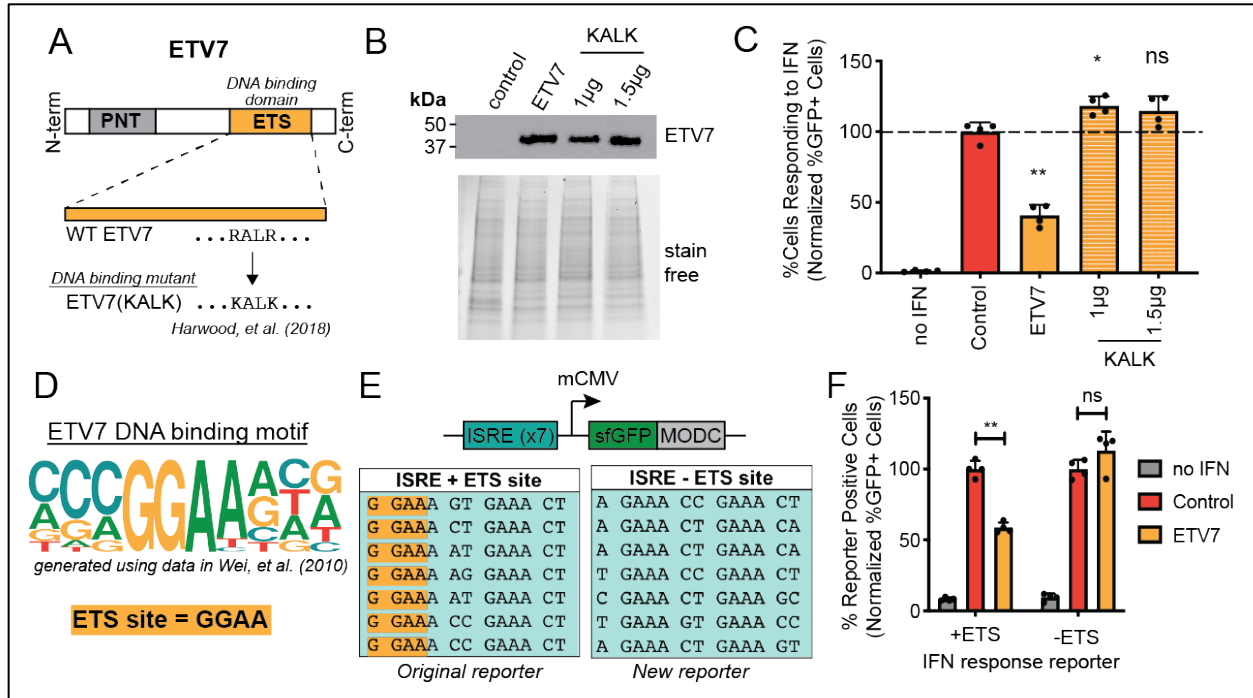 A
ETV7
DNA binding
domain
N-term
PNT
ETS
C-term
WT ETV7 ...RALR...
DNA binding mutant
ETV7(KALK) ...KALK...
Harwood, et al. (2018)
B
KALK
control
ETV7
1µg
1.5µg
kDa
50
37
ETV7
stain
free
C
%Cells Responding to IFN
(Normalized %GFP+ Cells)
150
100
50
0
**
*
ns
no IFN
Control
ETV7
1µg
1.5µg
KALK
D
ETV7 DNA binding motif
generated using data in Wei, et al. (2010)
ETS site = GGAA
E
mCMV
ISRE (x7)
sfGFP
MODC
ISRE + ETS site
G GGAAA GT GAAA CT
G GGAAA CT GAAA CT
G GGAAA AT GAAA CT
G GGAAA AG GAAA CT
G GGAAA AT GAAA CT
G GGAAA CC GAAA CT
G GGAAA CC GAAA CT
Original reporter
ISRE - ETS site
A GAAA CC GAAA CT
T GAAA CT GAAA CA
A GAAA CT GAAA CA
T GAAA CC GAAA CT
C GAAA CT GAAA GC
T GAAA GT GAAA CC
A GAAA CT GAAA GT
New reporter
F
% Reporter Positive Cells
(Normalized %GFP+ Cells)
150
100
50
0
**
ns
+ETS
-ETS
IFN response reporter
no IFN
Control
ETV7